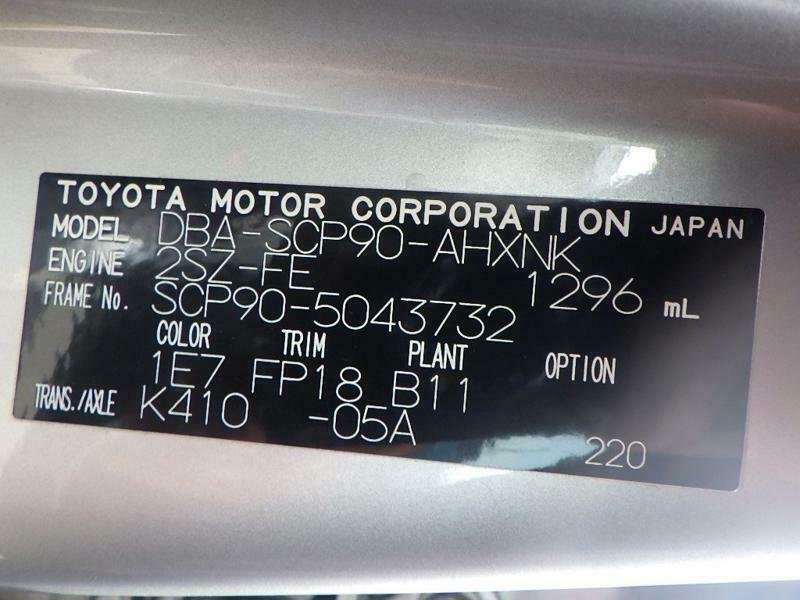 TOYOTA MOTOR CORPORATION JAPAN
MODEL DBA-SCP90-AHXNK
ENGINE 2SZ-FE 1296 mL
FRAME No. SCP90-5043732
COLOR TRIM PLANT OPTION
1E7 FP18 B11
TRANS./AXLE K410 -05A
220